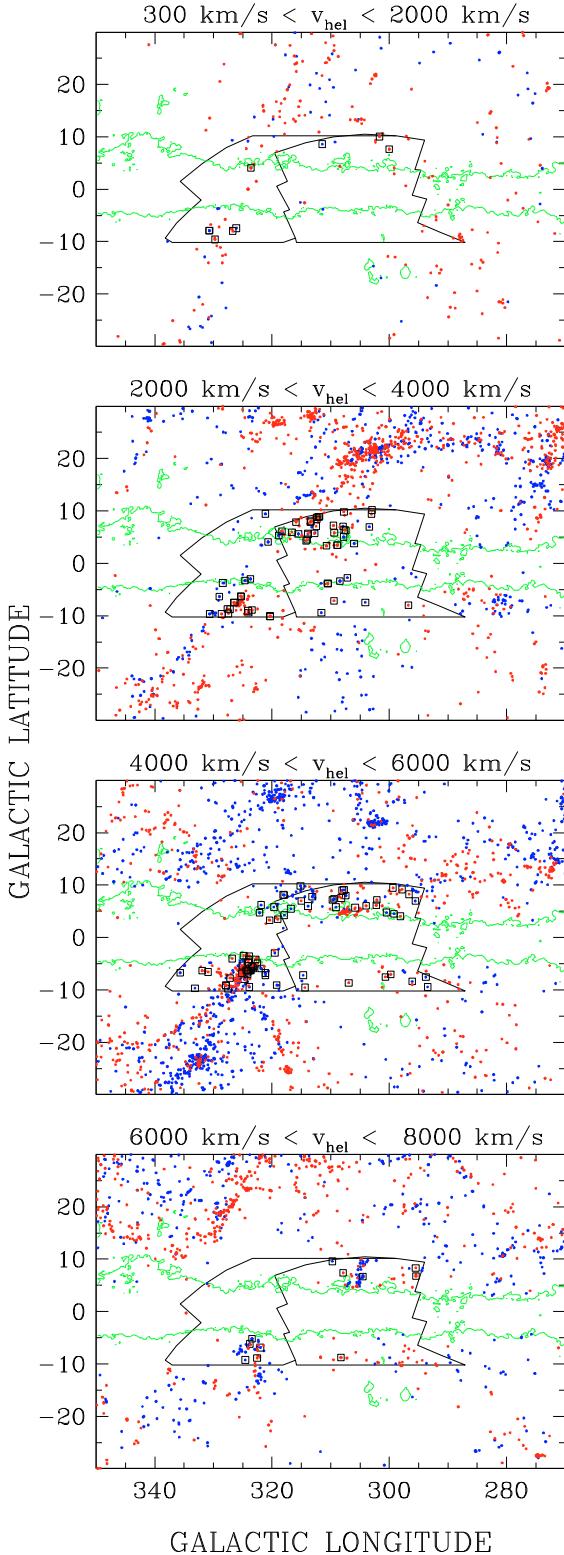 300 km/s < v_hel < 2000 km/s
20
10
0
−10
−20
2000 km/s < v_hel < 4000 km/s
20
10
0
−10
−20
GALACTIC LATITUDE
4000 km/s < v_hel < 6000 km/s
20
10
0
−10
−20
6000 km/s < v_hel < 8000 km/s
20
10
0
−10
−20
340 320 300 280
GALACTIC LONGITUDE